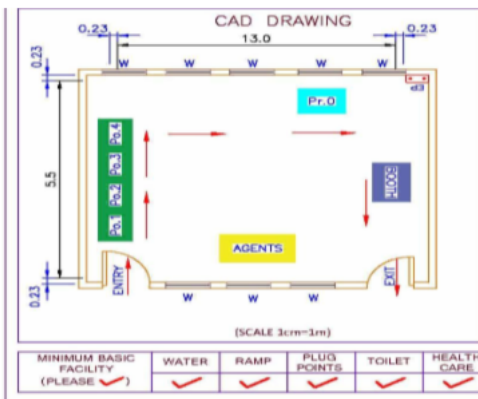 CAD DRAWING
0.23 13.0 0.23
W W W W W
0.23
Pr.0
Po.4
Po.3
Po.2
Po.1
BOOTH
5.5
AGENTS
ENTRY
EXIT
0.23
W W W
(SCALE 1cm=1m)
MINIMUM BASIC
FACILITY
(PLEASE ✓)
WATER
RAMP
PLUG
POINTS
TOILET
HEALTH
CARE